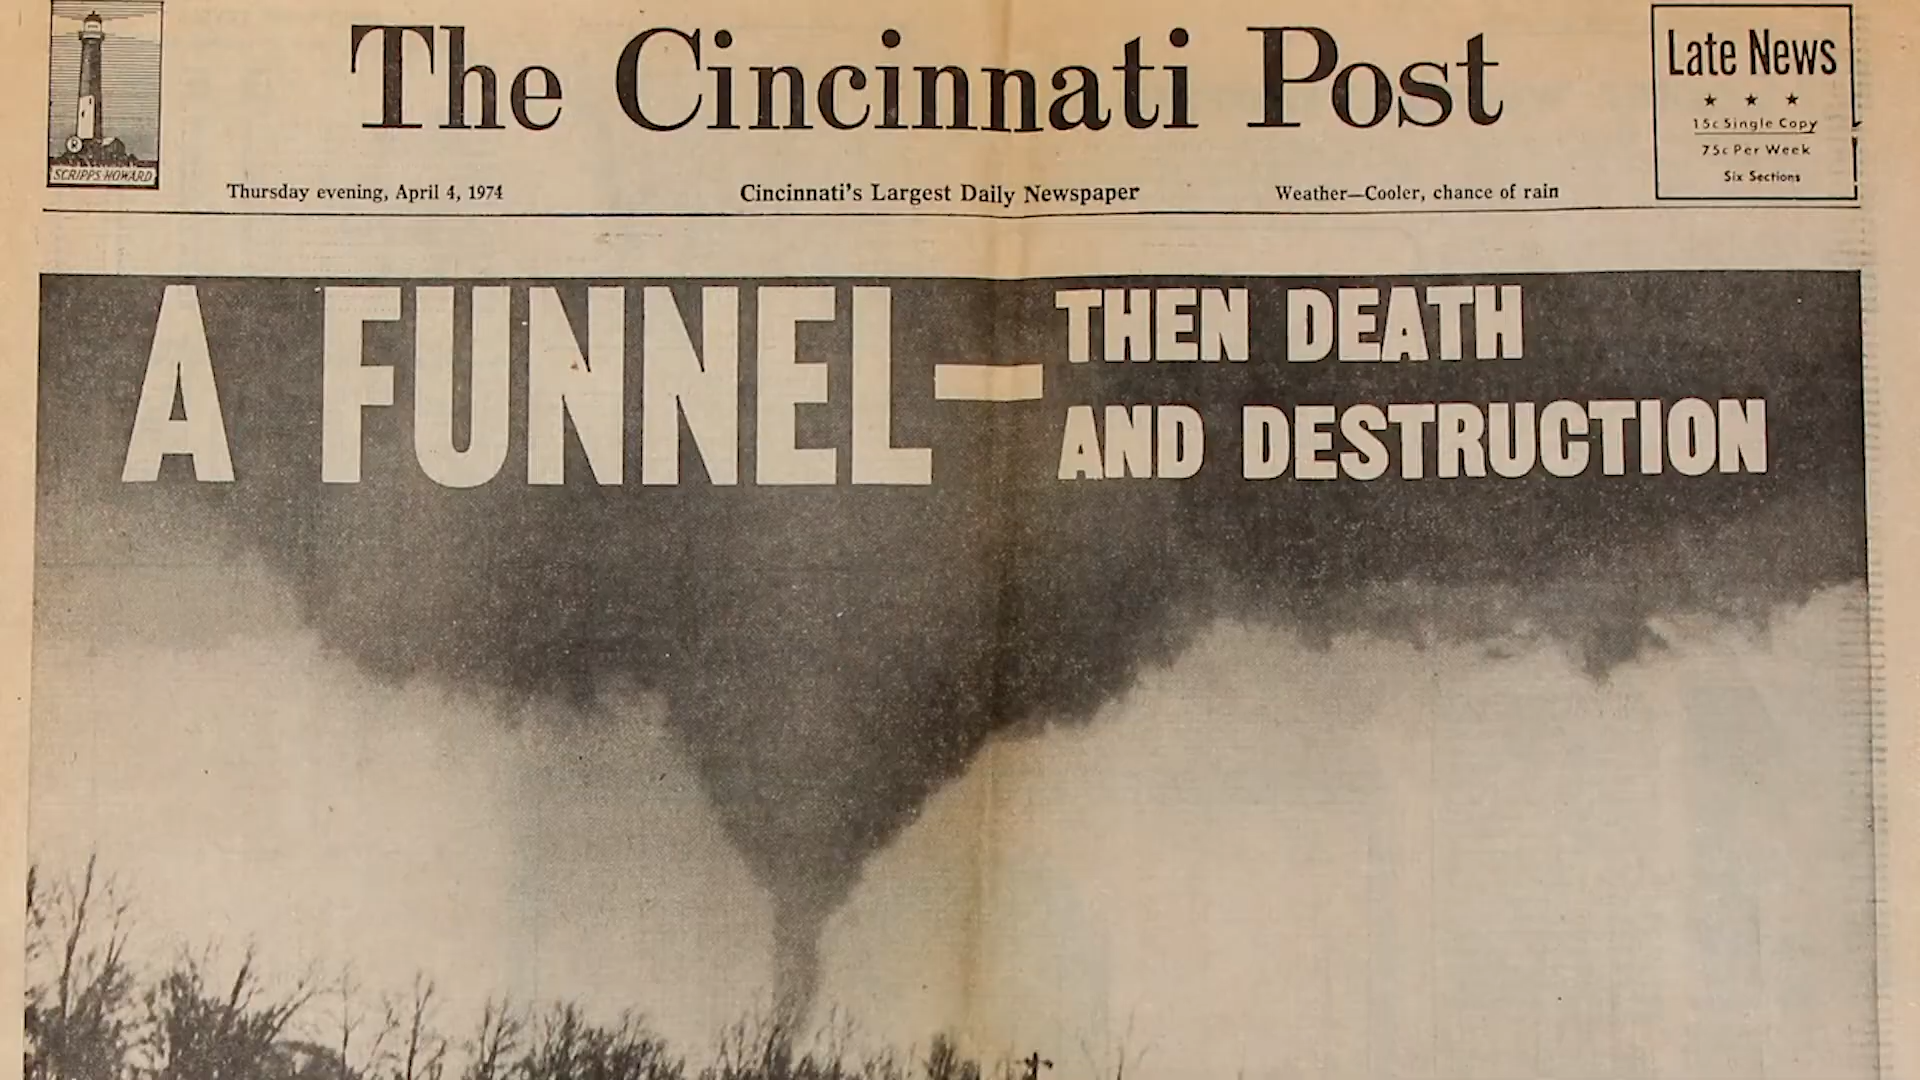 The Cincinnati Post
SCRIPPS-HOWARD
Late News
★ ★ ★
15c Single Copy
75c Per Week
Six Sections
Thursday evening, April 4, 1974
Cincinnati's Largest Daily Newspaper
Weather—Cooler, chance of rain
A FUNNEL—
THEN DEATH
AND DESTRUCTION